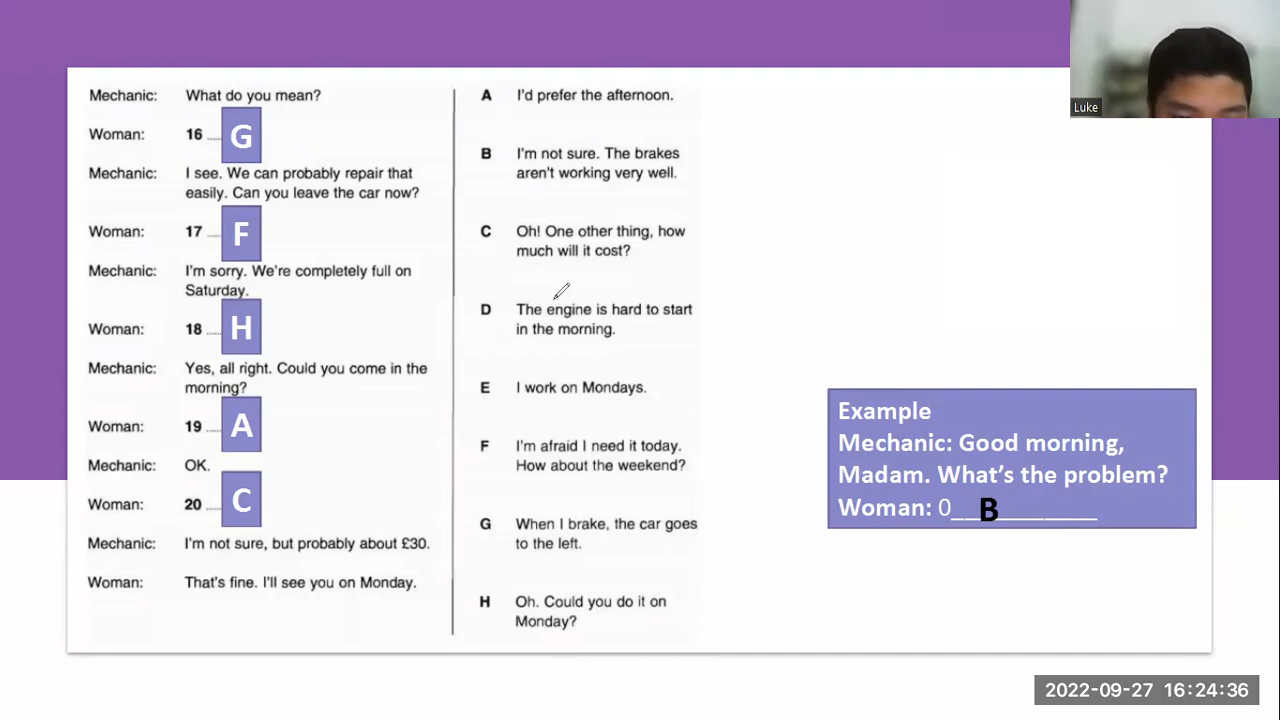 Luke
Mechanic: What do you mean?
Woman: 16 ...... G
Mechanic: I see. We can probably repair that
easily. Can you leave the car now?
Woman: 17 ...... F
Mechanic: I'm sorry. We're completely full on
Saturday.
Woman: 18 ...... H
Mechanic: Yes, all right. Could you come in the
morning?
Woman: 19 ...... A
Mechanic: OK.
Woman: 20 ...... C
Mechanic: I'm not sure, but probably about £30.
Woman: That's fine. I'll see you on Monday.
A I'd prefer the afternoon.
B I'm not sure. The brakes
aren't working very well.
C Oh! One other thing, how
much will it cost?
D The engine is hard to start
in the morning.
E I work on Mondays.
F I'm afraid I need it today.
How about the weekend?
G When I brake, the car goes
to the left.
H Oh. Could you do it on
Monday?
Example
Mechanic: Good morning,
Madam. What's the problem?
Woman: 0__B________
2022-09-27 16:24:36